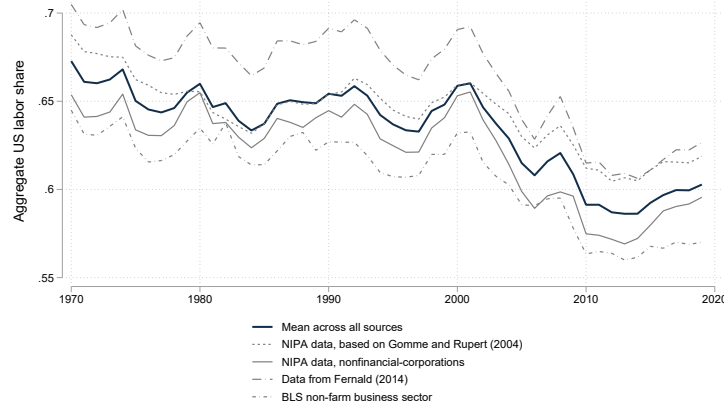 Aggregate US labor share
.7
.65
.6
.55
1970 1980 1990 2000 2010 2020
Mean across all sources
NIPA data, based on Gomme and Rupert (2004)
NIPA data, nonfinancial-corporations
Data from Fernald (2014)
BLS non-farm business sector